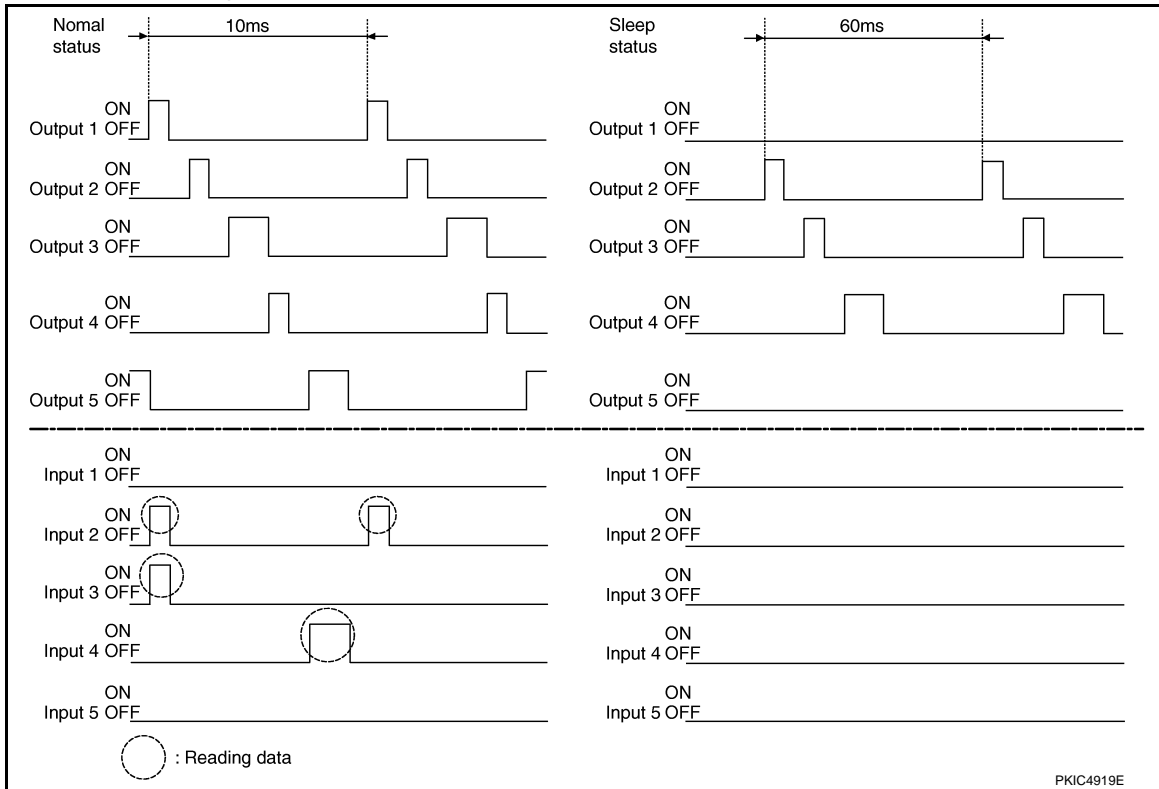 Nomal
status
10ms
ON
Output 1 OFF
ON
Output 2 OFF
ON
Output 3 OFF
ON
Output 4 OFF
ON
Output 5 OFF
Sleep
status
60ms
ON
Output 1 OFF
ON
Output 2 OFF
ON
Output 3 OFF
ON
Output 4 OFF
ON
Output 5 OFF
ON
Input 1 OFF
ON
Input 2 OFF
ON
Input 3 OFF
ON
Input 4 OFF
ON
Input 5 OFF
ON
Input 1 OFF
ON
Input 2 OFF
ON
Input 3 OFF
ON
Input 4 OFF
ON
Input 5 OFF
: Reading data
PKIC4919E